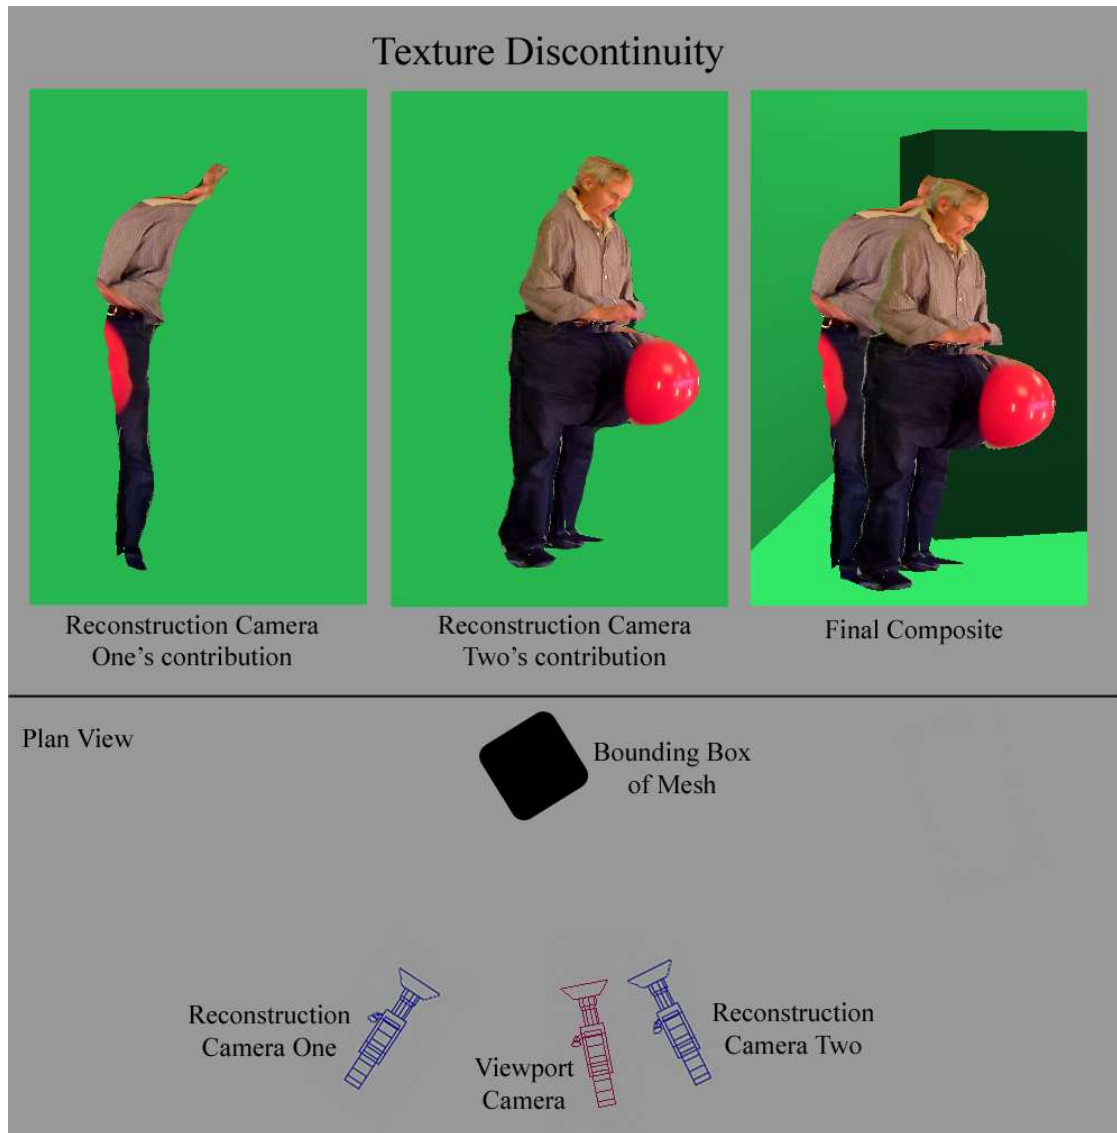 Texture Discontinuity
Reconstruction Camera
One's contribution
Reconstruction Camera
Two's contribution
Final Composite
Plan View
Bounding Box
of Mesh
Reconstruction
Camera One
Viewport
Camera
Reconstruction
Camera Two